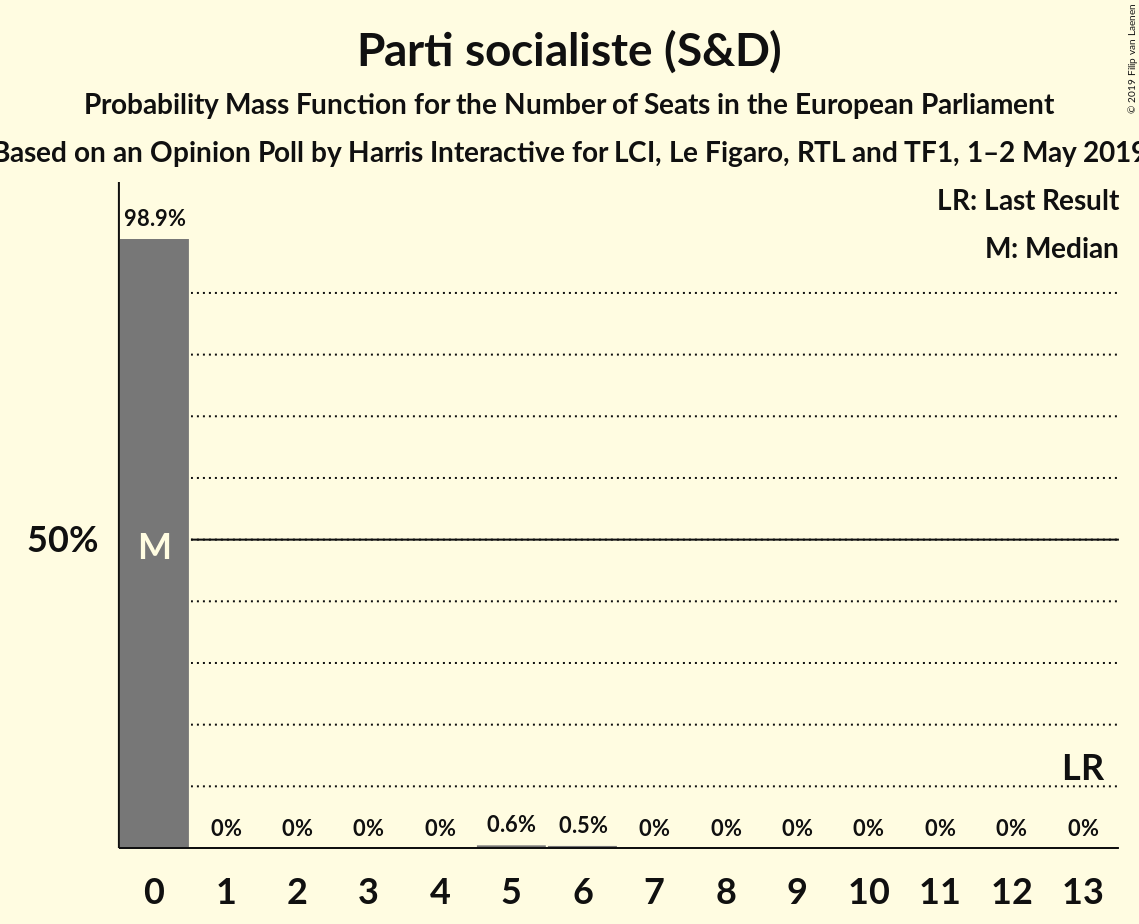 Parti socialiste (S&D)
Probability Mass Function for the Number of Seats in the European Parliament
Based on an Opinion Poll by Harris Interactive for LCI, Le Figaro, RTL and TF1, 1–2 May 2019
© 2019 Filip van Laenen
LR: Last Result
M: Median
98.9%
50%
M
LR
0% 0% 0% 0% 0.6% 0.5% 0% 0% 0% 0% 0% 0% 0%
0 1 2 3 4 5 6 7 8 9 10 11 12 13